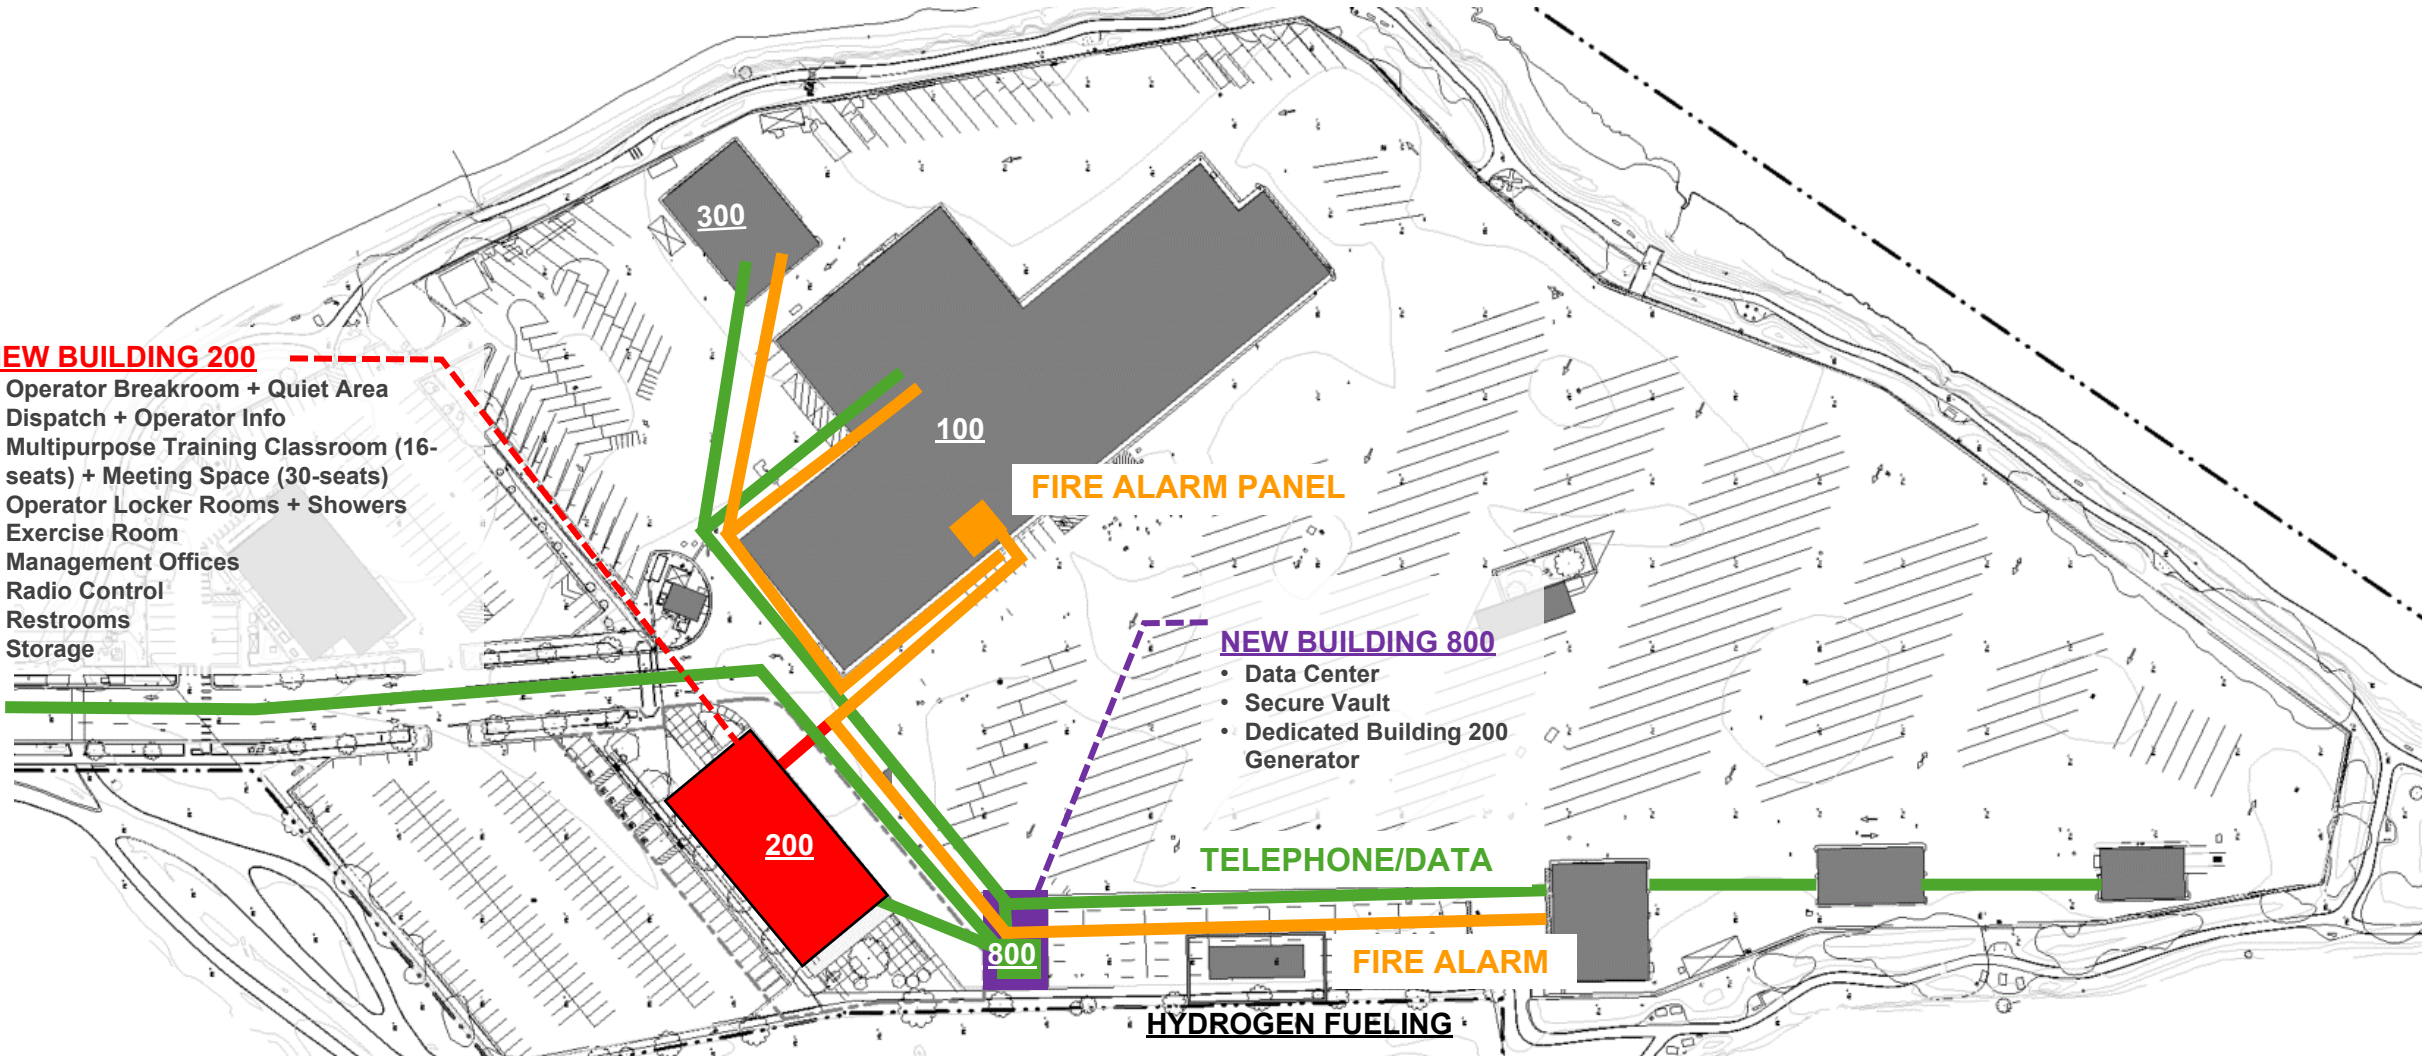 300
EW BUILDING 200
Operator Breakroom + Quiet Area
Dispatch + Operator Info
Multipurpose Training Classroom (16-
seats) + Meeting Space (30-seats)
Operator Locker Rooms + Showers
Exercise Room
Management Offices
Radio Control
Restrooms
Storage
100
FIRE ALARM PANEL
NEW BUILDING 800
• Data Center
• Secure Vault
• Dedicated Building 200
Generator
200
TELEPHONE/DATA
800
FIRE ALARM
HYDROGEN FUELING